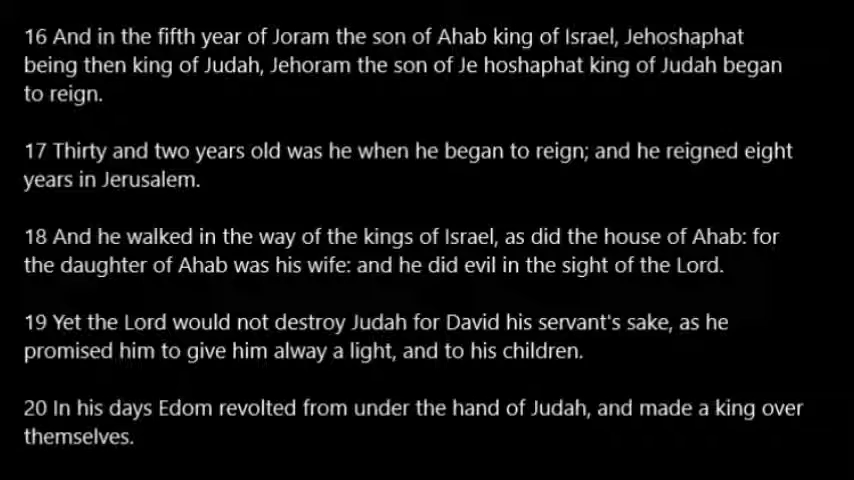 16 And in the fifth year of Joram the son of Ahab king of Israel, Jehoshaphat
being then king of Judah, Jehoram the son of Je hoshaphat king of Judah began
to reign.
17 Thirty and two years old was he when he began to reign; and he reigned eight
years in Jerusalem.
18 And he walked in the way of the kings of Israel, as did the house of Ahab: for
the daughter of Ahab was his wife: and he did evil in the sight of the Lord.
19 Yet the Lord would not destroy Judah for David his servant's sake, as he
promised him to give him alway a light, and to his children.
20 In his days Edom revolted from under the hand of Judah, and made a king over
themselves.